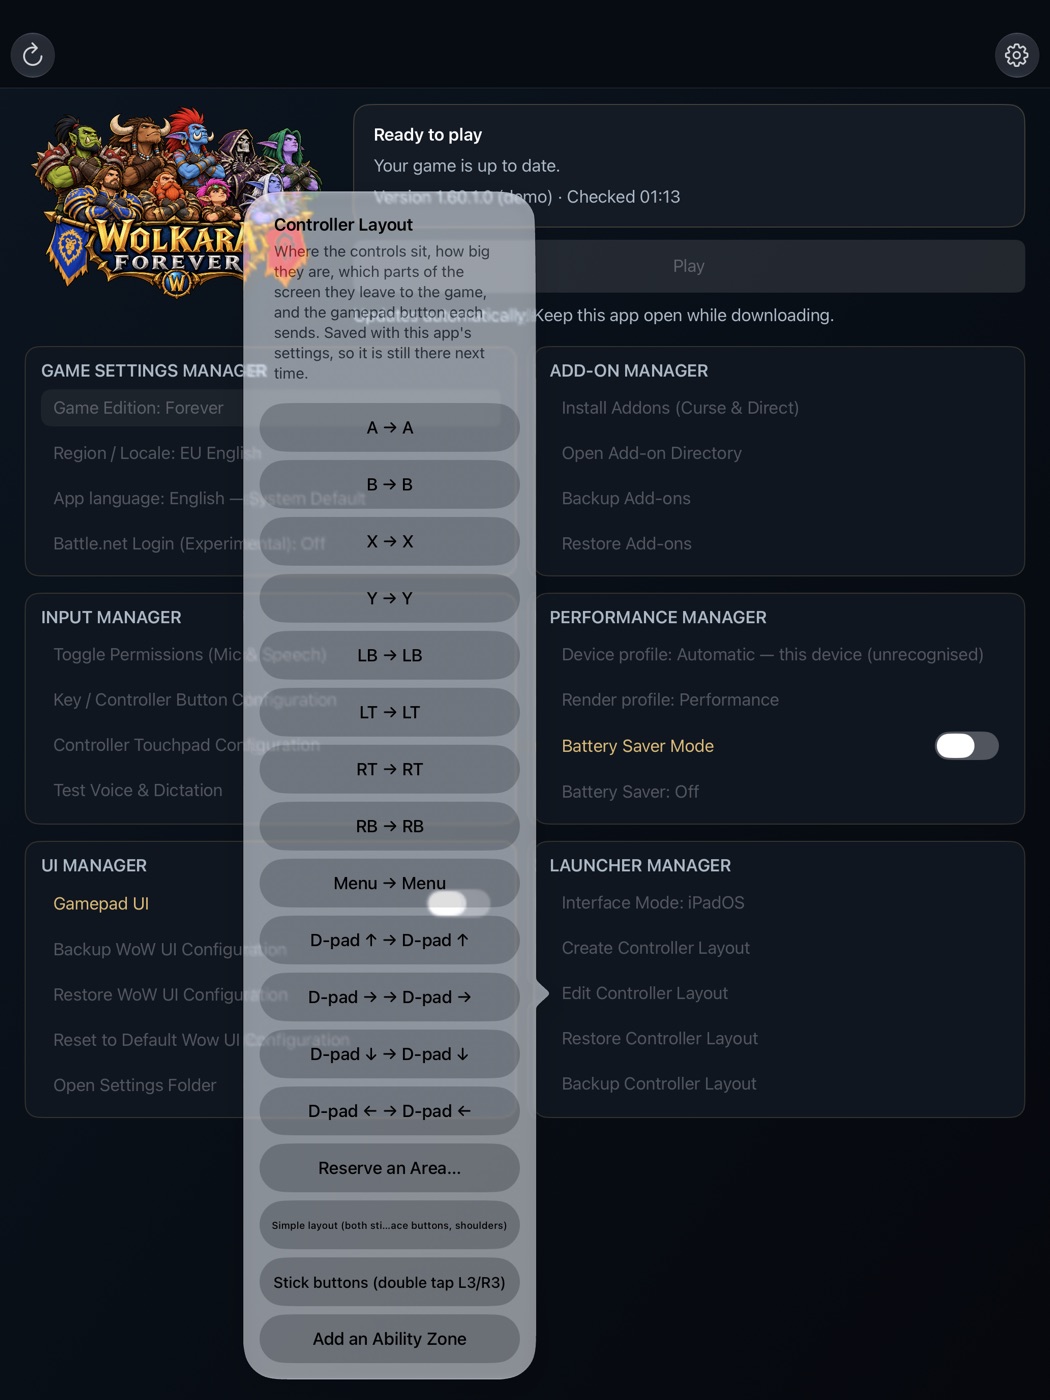 Ready to play
Your game is up to date.
Version 1.60.1.0 (demo) · Checked 01:13
WOLKARA
FOREVER
W
Play
Updates automatically. Keep this app open while downloading.
Controller Layout
Where the controls sit, how big
they are, which parts of the
screen they leave to the game,
and the gamepad button each
sends. Saved with this app's
settings, so it is still there next
time.
A → A
B → B
X → X
Y → Y
LB → LB
LT → LT
RT → RT
RB → RB
Menu → Menu
D-pad ↑ → D-pad ↑
D-pad → → D-pad →
D-pad ↓ → D-pad ↓
D-pad ← → D-pad ←
Reserve an Area...
Simple layout (both sti...ace buttons, shoulders)
Stick buttons (double tap L3/R3)
Add an Ability Zone
GAME SETTINGS MANAGER
Game Edition: Forever
Region / Locale: EU English
App language: English — System Default
Battle.net Login (Experimental): Off
ADD-ON MANAGER
Install Addons (Curse & Direct)
Open Add-on Directory
Backup Add-ons
Restore Add-ons
INPUT MANAGER
Toggle Permissions (Mic & Speech)
Key / Controller Button Configuration
Controller Touchpad Configuration
Test Voice & Dictation
PERFORMANCE MANAGER
Device profile: Automatic — this device (unrecognised)
Render profile: Performance
Battery Saver Mode
Battery Saver: Off
UI MANAGER
Gamepad UI
Backup WoW UI Configuration
Restore WoW UI Configuration
Reset to Default Wow UI Configuration
Open Settings Folder
LAUNCHER MANAGER
Interface Mode: iPadOS
Create Controller Layout
Edit Controller Layout
Restore Controller Layout
Backup Controller Layout